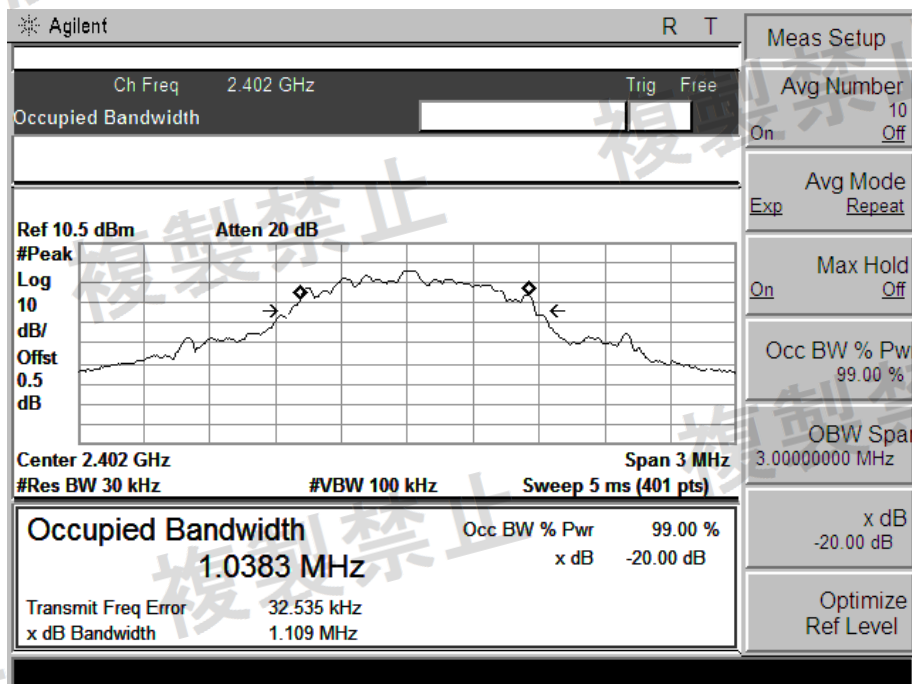 Agilent R T
Ch Freq 2.402 GHz Trig Free
Occupied Bandwidth
Ref 10.5 dBm Atten 20 dB
#Peak
Log
10
dB/
Offst
0.5
dB
Center 2.402 GHz Span 3 MHz
#Res BW 30 kHz #VBW 100 kHz Sweep 5 ms (401 pts)
Occupied Bandwidth
1.0383 MHz
Occ BW % Pwr 99.00 %
x dB -20.00 dB
Transmit Freq Error 32.535 kHz
x dB Bandwidth 1.109 MHz
Meas Setup
Avg Number
10
On Off
Avg Mode
Exp Repeat
Max Hold
On Off
Occ BW % Pwr
99.00 %
OBW Span
3.00000000 MHz
x dB
-20.00 dB
Optimize
Ref Level
複製禁止
複製禁止
複製禁止
複製禁止